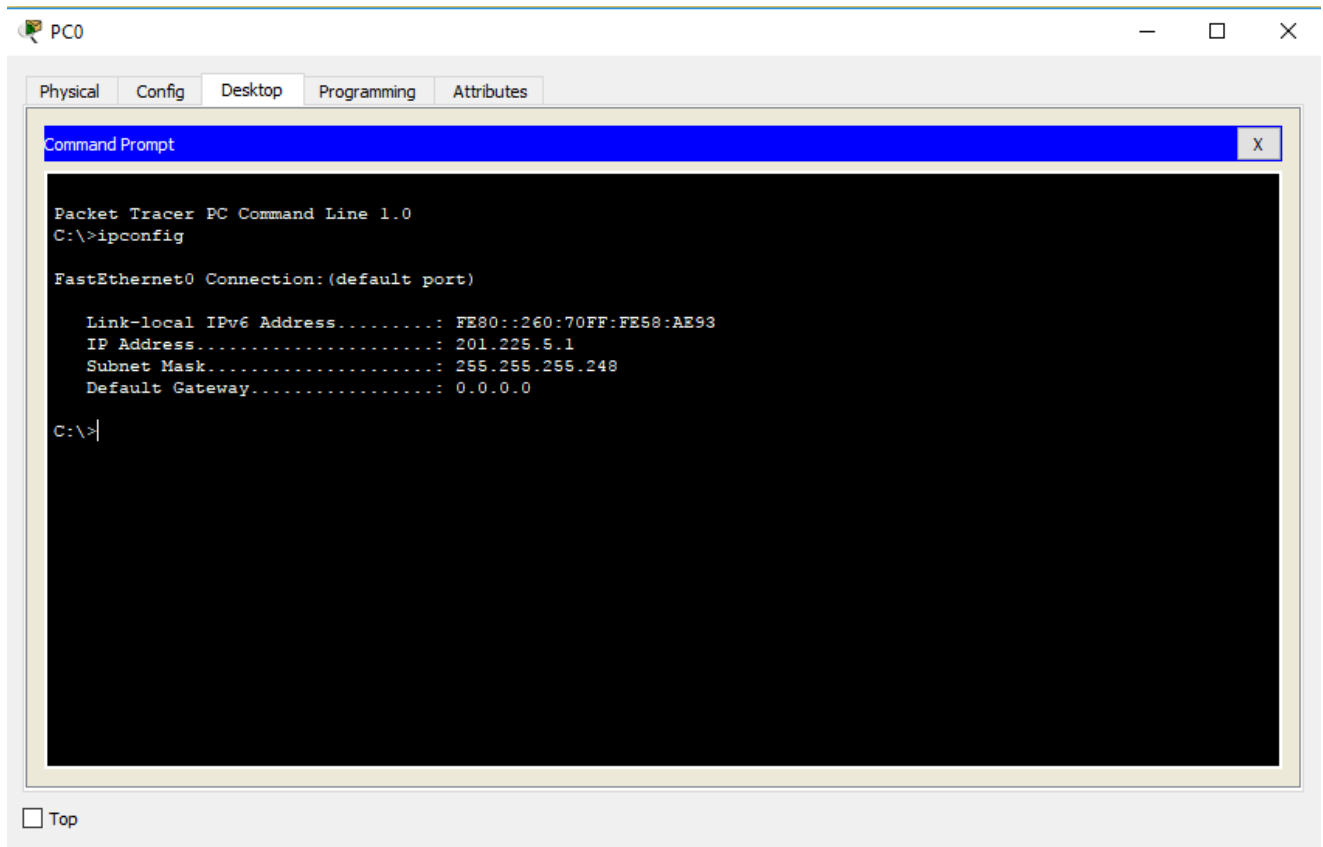 PC0
Physical Config Desktop Programming Attributes
Command Prompt X
Packet Tracer PC Command Line 1.0
C:\>ipconfig
FastEthernet0 Connection:(default port)
Link-local IPv6 Address.........: FE80::260:70FF:FE58:AE93
IP Address......................: 201.225.5.1
Subnet Mask.....................: 255.255.255.248
Default Gateway.................: 0.0.0.0
C:\>
Top